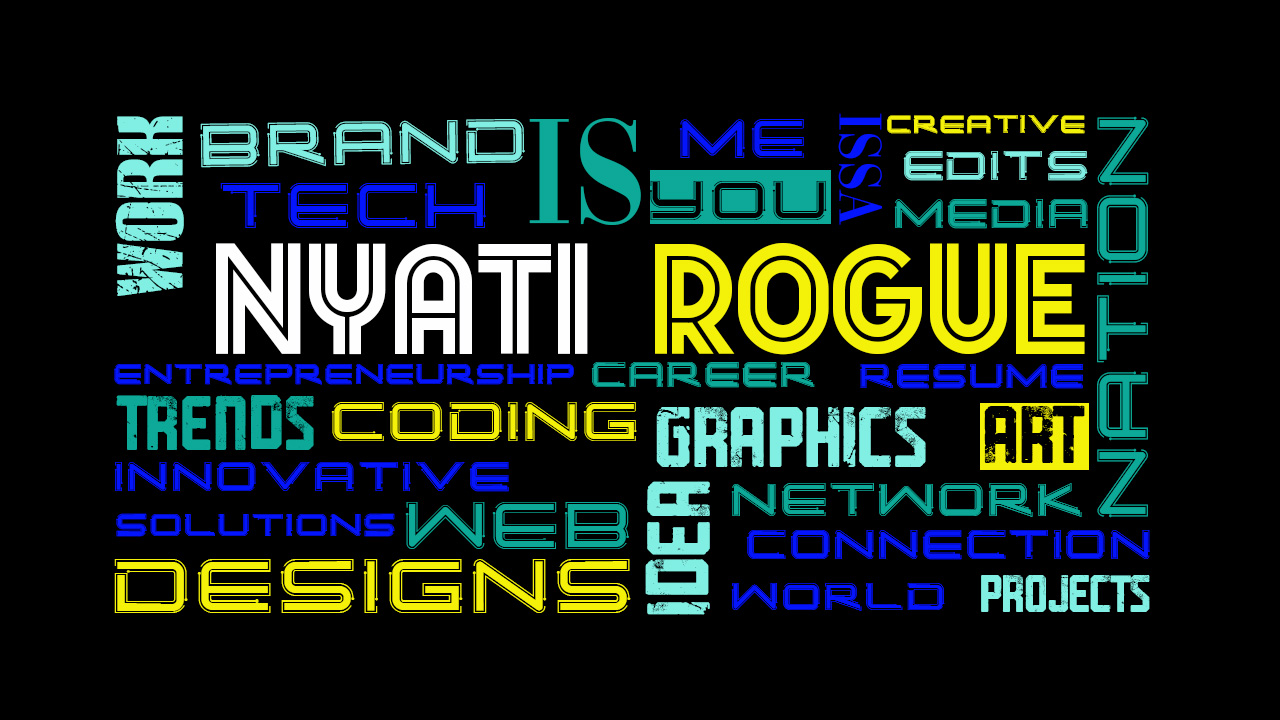 WORK
BRAND
IS
ME
ISSA
CREATIVE
EDITS
TECH
YOU
MEDIA
NATION
NYATI ROGUE
ENTREPRENEURSHIP
CAREER
RESUME
TRENDS
CODING
GRAPHICS
ART
INNOVATIVE
SOLUTIONS
WEB
IDEA
NETWORK
CONNECTION
DESIGNS
WORLD
PROJECTS